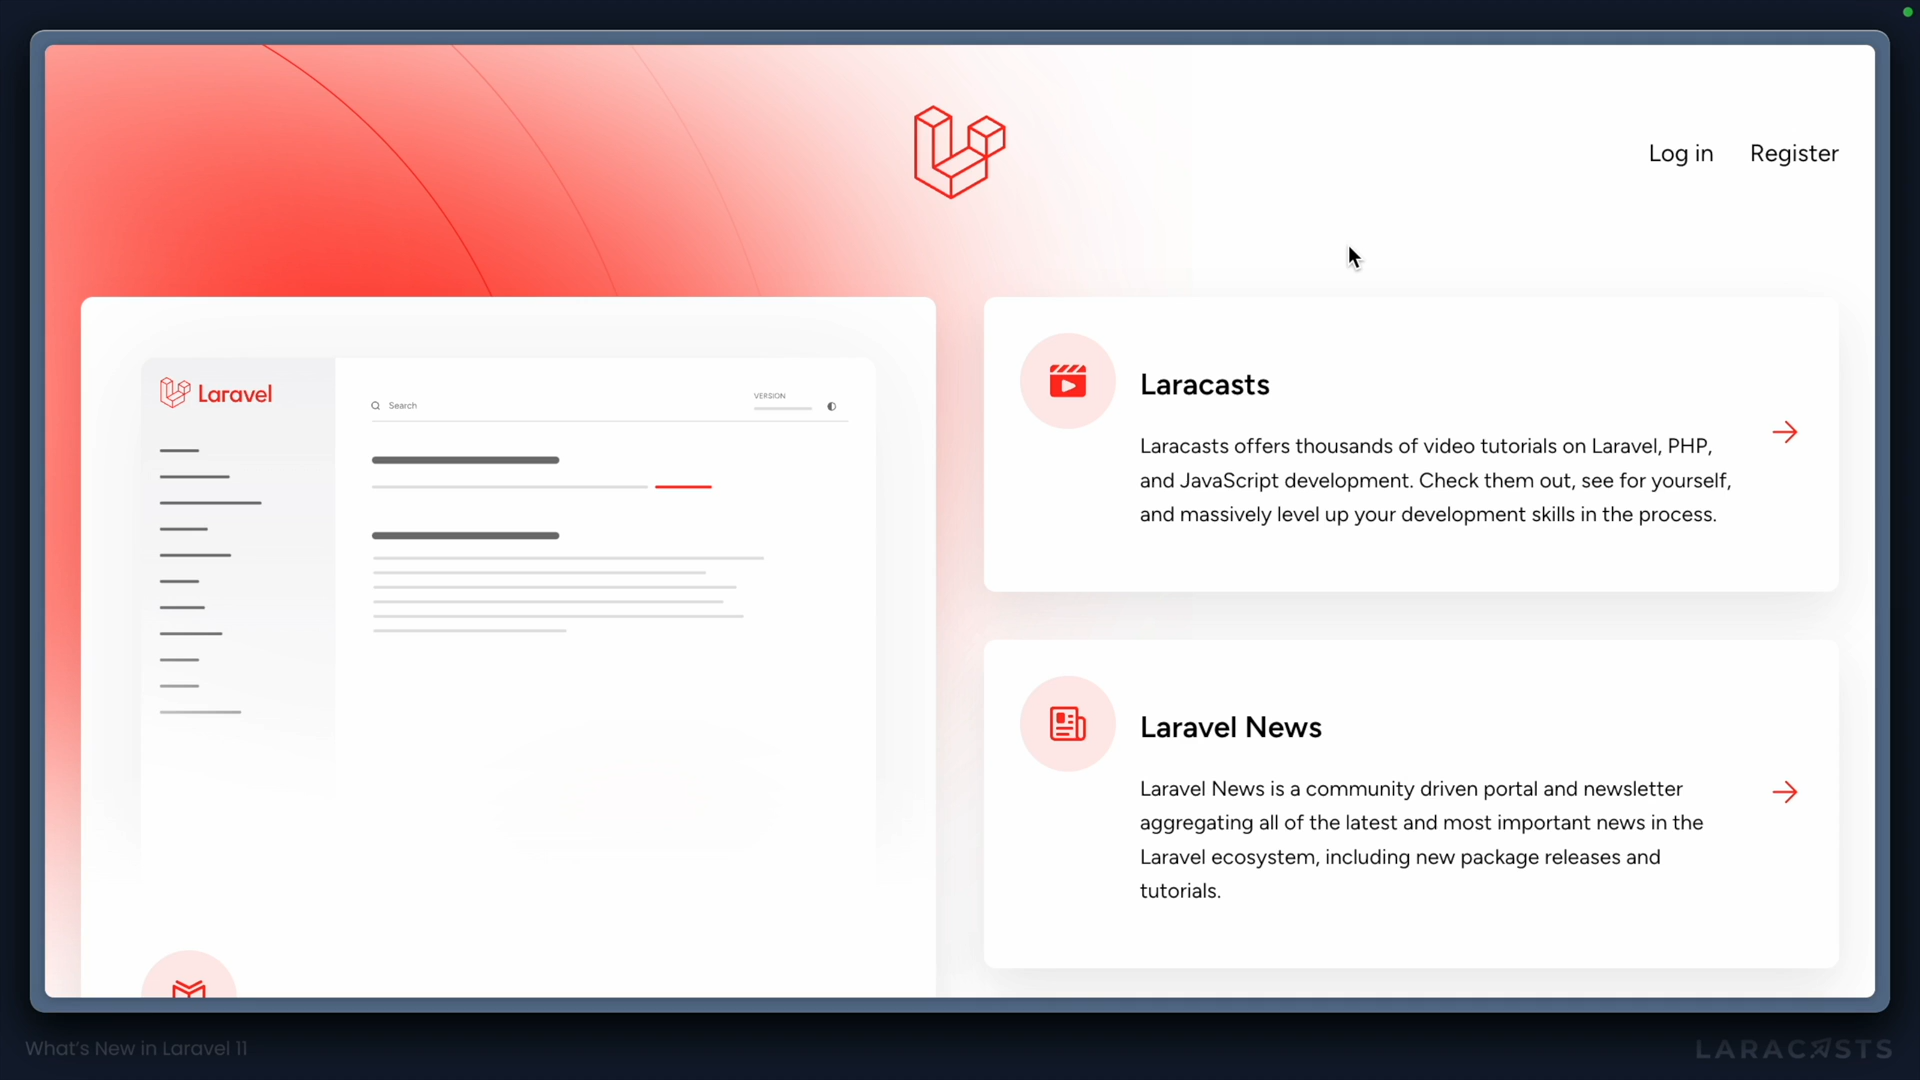 Log in Register
Laravel
Search
VERSION
Laracasts
Laracasts offers thousands of video tutorials on Laravel, PHP,
and JavaScript development. Check them out, see for yourself,
and massively level up your development skills in the process.
Laravel News
Laravel News is a community driven portal and newsletter
aggregating all of the latest and most important news in the
Laravel ecosystem, including new package releases and
tutorials.
What's New in Laravel 11
LARACASTS